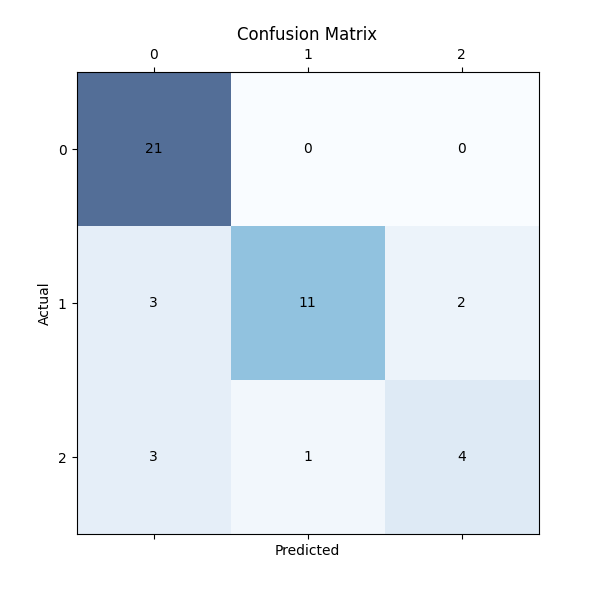 Confusion Matrix
0 1 2
0 21 0 0
1 3 11 2
2 3 1 4
Actual
Predicted